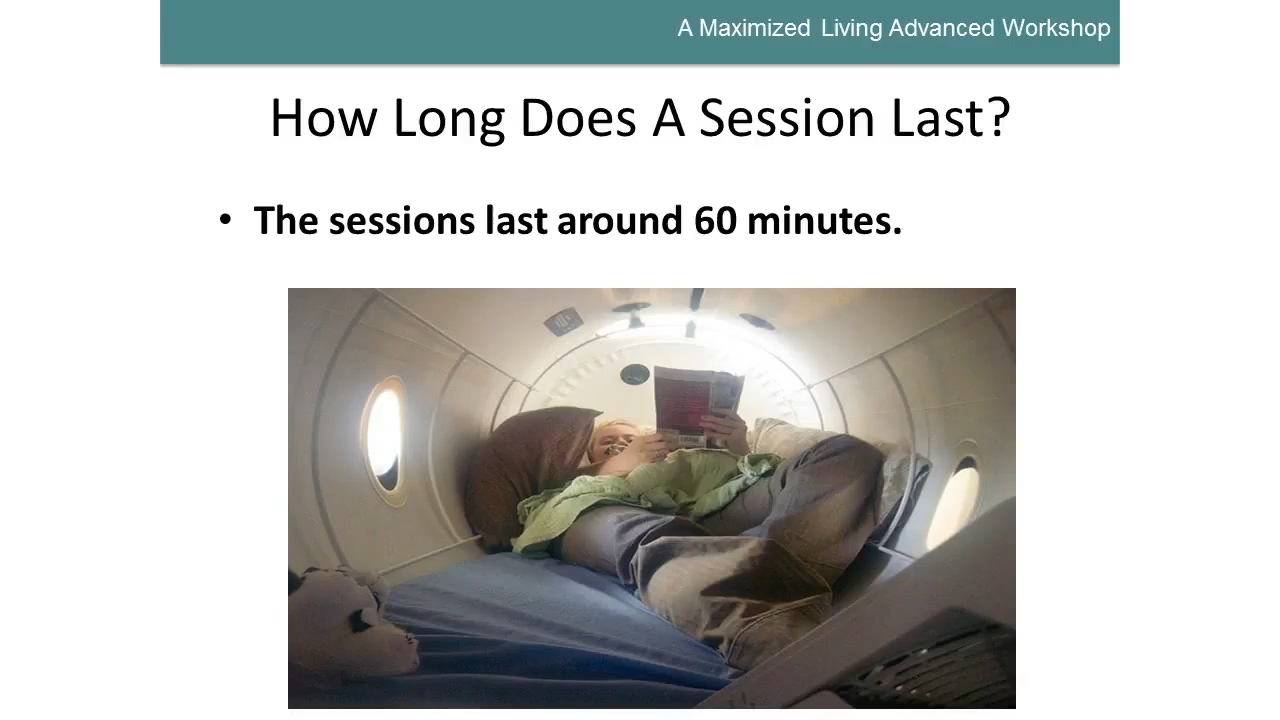 A Maximized Living Advanced Workshop
How Long Does A Session Last?
• The sessions last around 60 minutes.